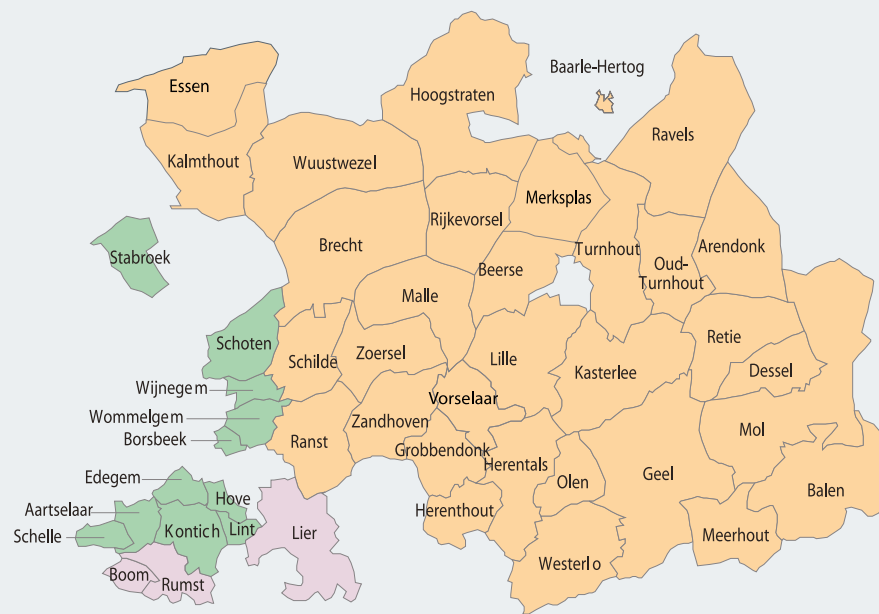 Baarle-Hertog
Essen
Hoogstraten
Ravels
Kalmthout
Wuustwezel
Merksplas
Rijkevorsel
Brecht
Turnhout
Arendonk
Stabroek
Beerse
Oud-
Turnhout
Malle
Schoten
Retie
Schilde
Zoersel
Lille
Kasterlee
Dessel
Wijnegem
Vorselaar
Wommelgem
Zandhoven
Mol
Borsbeek
Ranst
Grobbendonk
Herentals
Geel
Edegem
Olen
Balen
Hove
Aartselaar
Herenthout
Kontich
Lint
Lier
Schelle
Meerhout
Westerlo
Boom
Rumst